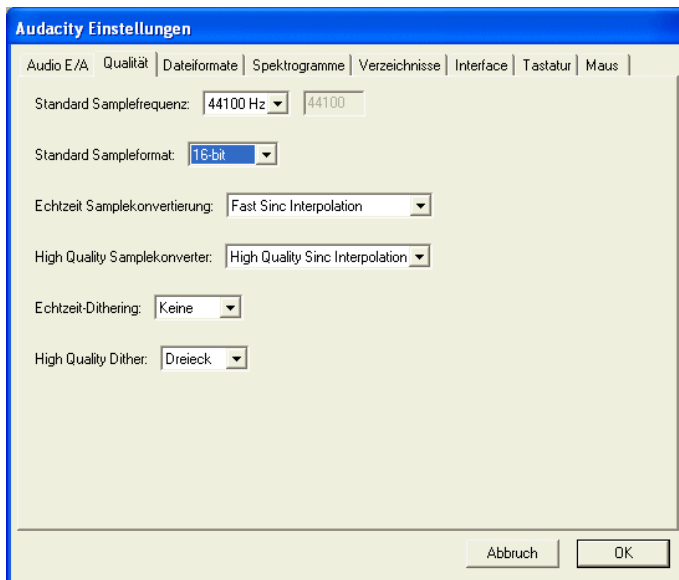 Audacity Einstellungen
Audio E/A Qualität Dateiformate Spektrogramme Verzeichnisse Interface Tastatur Maus
Standard Samplefrequenz: 44100 Hz 44100
Standard Sampleformat: 16-bit
Echtzeit Samplekonvertierung: Fast Sinc Interpolation
High Quality Samplekonverter: High Quality Sinc Interpolation
Echtzeit-Dithering: Keine
High Quality Dither: Dreieck
Abbruch OK